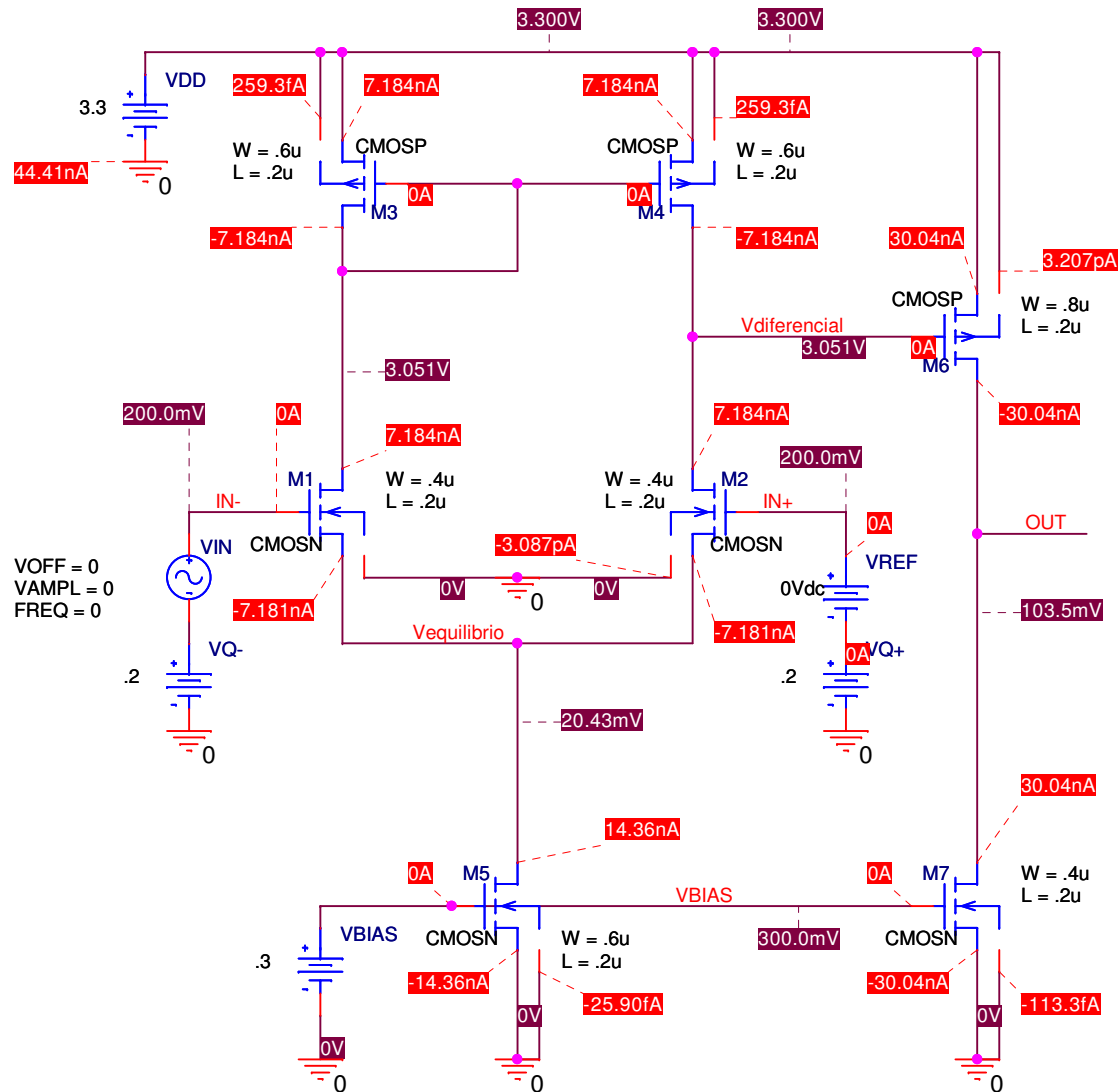 3.300V 3.300V
VDD
3.3
259.3fA 7.184nA 7.184nA 259.3fA
44.41nA
0
CMOSP CMOSP
W = .6u
L = .2u
W = .6u
L = .2u
0A 0A
M3 M4
-7.184nA -7.184nA
30.04nA
3.207pA
CMOSP
W = .8u
L = .2u
Vdiferencial
3.051V 0A
M6
3.051V
-30.04nA
200.0mV 0A
7.184nA 7.184nA
200.0mV
M1 M2
W = .4u
L = .2u
W = .4u
L = .2u
IN- IN+
OUT
CMOSN CMOSN
VIN
VOFF = 0
VAMPL = 0
FREQ = 0
-3.087pA
0A
VREF
0Vdc
0V 0V
0
-7.181nA -7.181nA
103.5mV
Vequilibrio
VQ- 0A VQ+
.2 .2
0 0
20.43mV
14.36nA
30.04nA
0A M5 0A M7
W = .4u
L = .2u
VBIAS
VBIAS
CMOSN CMOSN
300.0mV
.3
W = .6u
L = .2u
-14.36nA -30.04nA
-25.90fA -113.3fA
0V 0V 0V
0 0 0